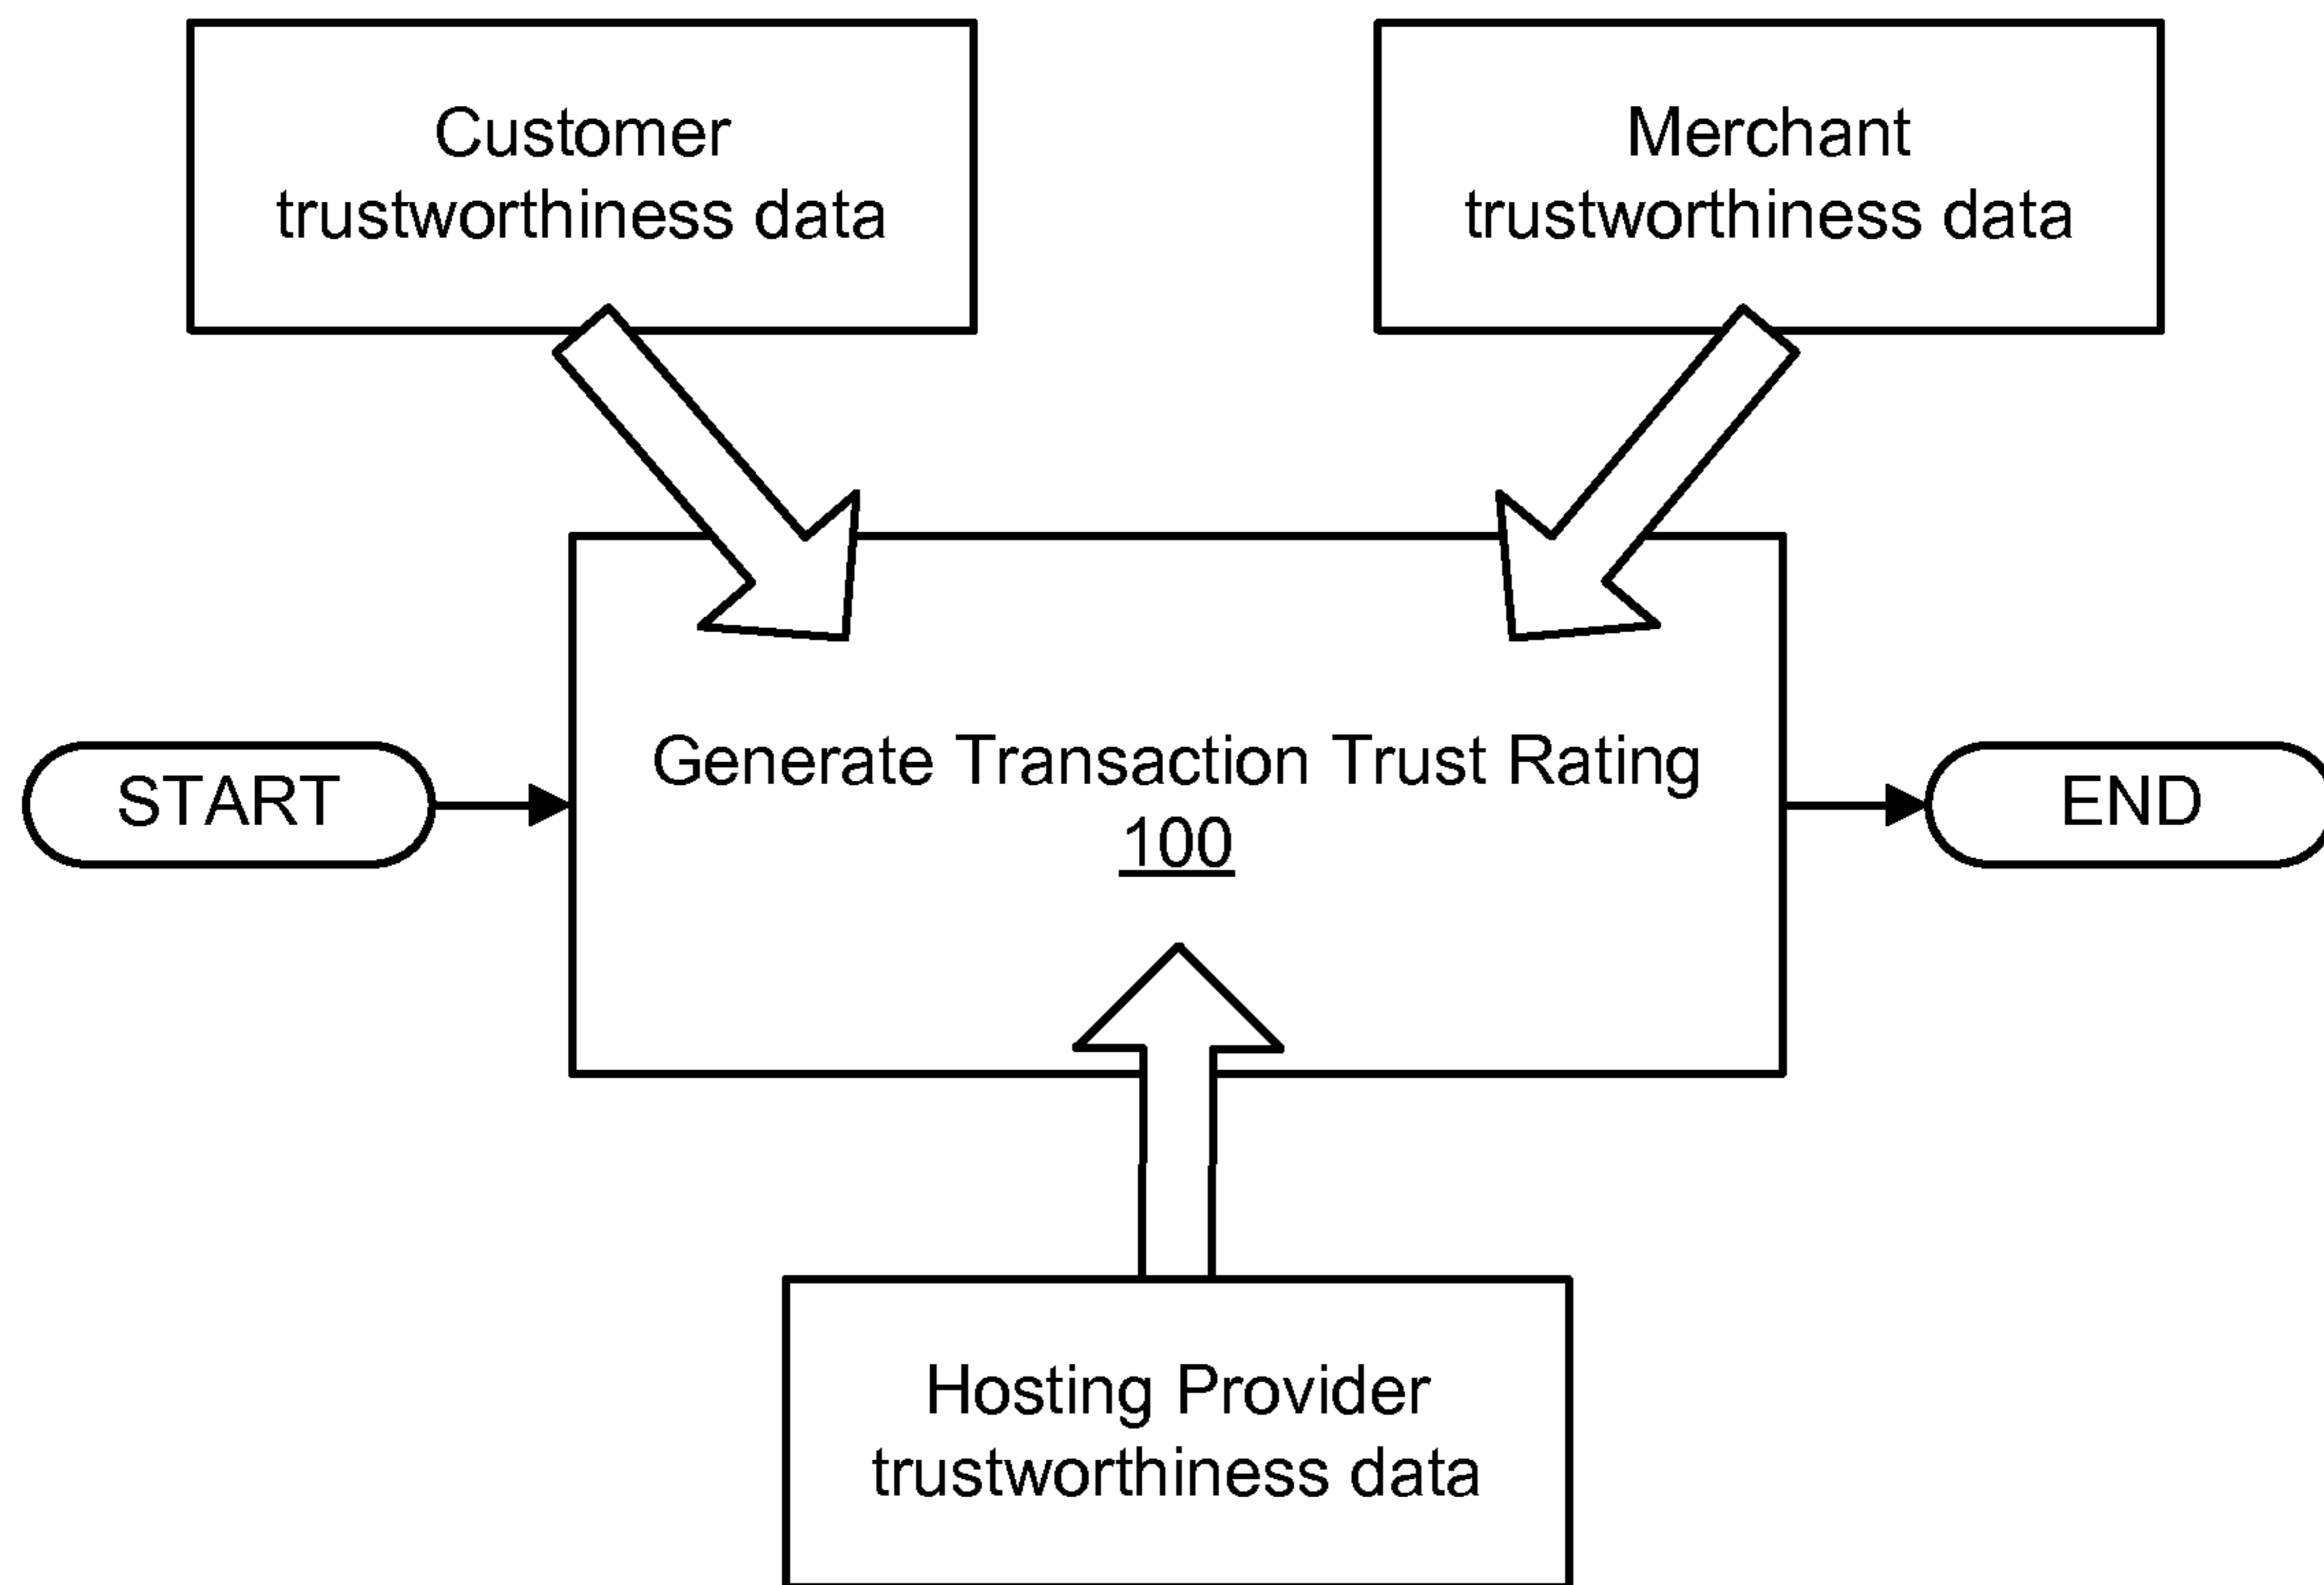 Customer
trustworthiness data
Merchant
trustworthiness data
START
Generate Transaction Trust Rating
100
END
Hosting Provider
trustworthiness data